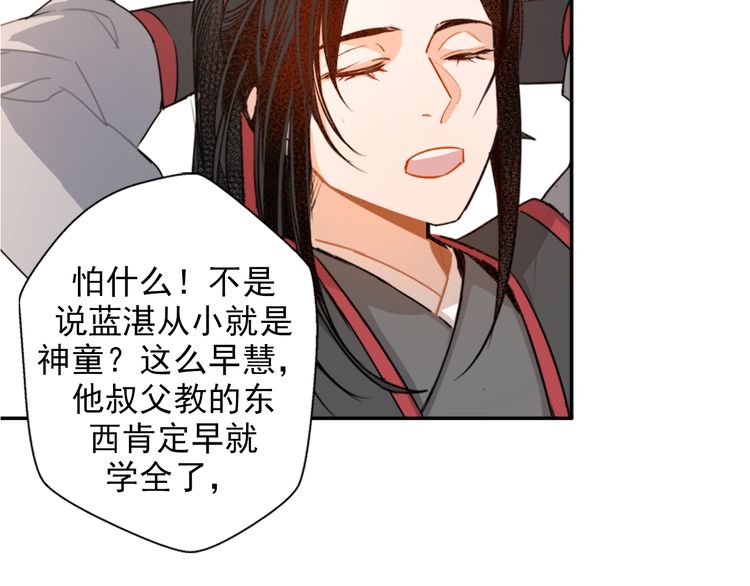 怕什么！不是
说蓝湛从小就是
神童？这么早慧，
他叔父教的东
西肯定早就
学全了，